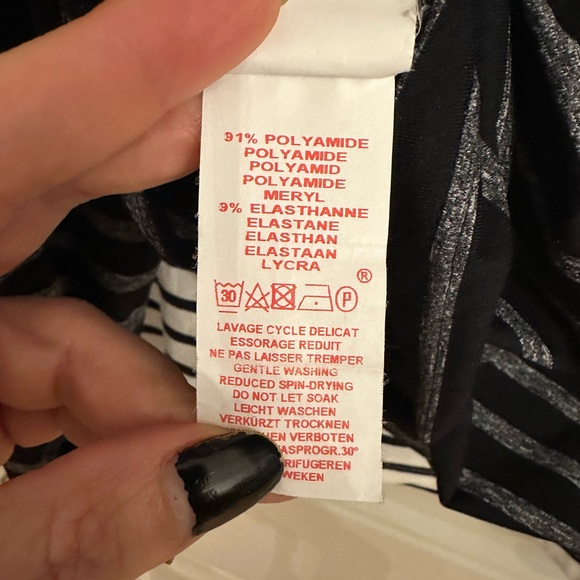 91% POLYAMIDE
POLYAMIDE
POLYAMID
POLYAMIDE
MERYL
9% ELASTHANNE
ELASTANE
ELASTHAN
ELASTAAN
LYCRA
®
30 P
LAVAGE CYCLE DELICAT
ESSORAGE REDUIT
NE PAS LAISSER TREMPER
GENTLE WASHING
REDUCED SPIN-DRYING
DO NOT LET SOAK
LEICHT WASCHEN
VERKÜRZT TROCKNEN
VERBOTEN